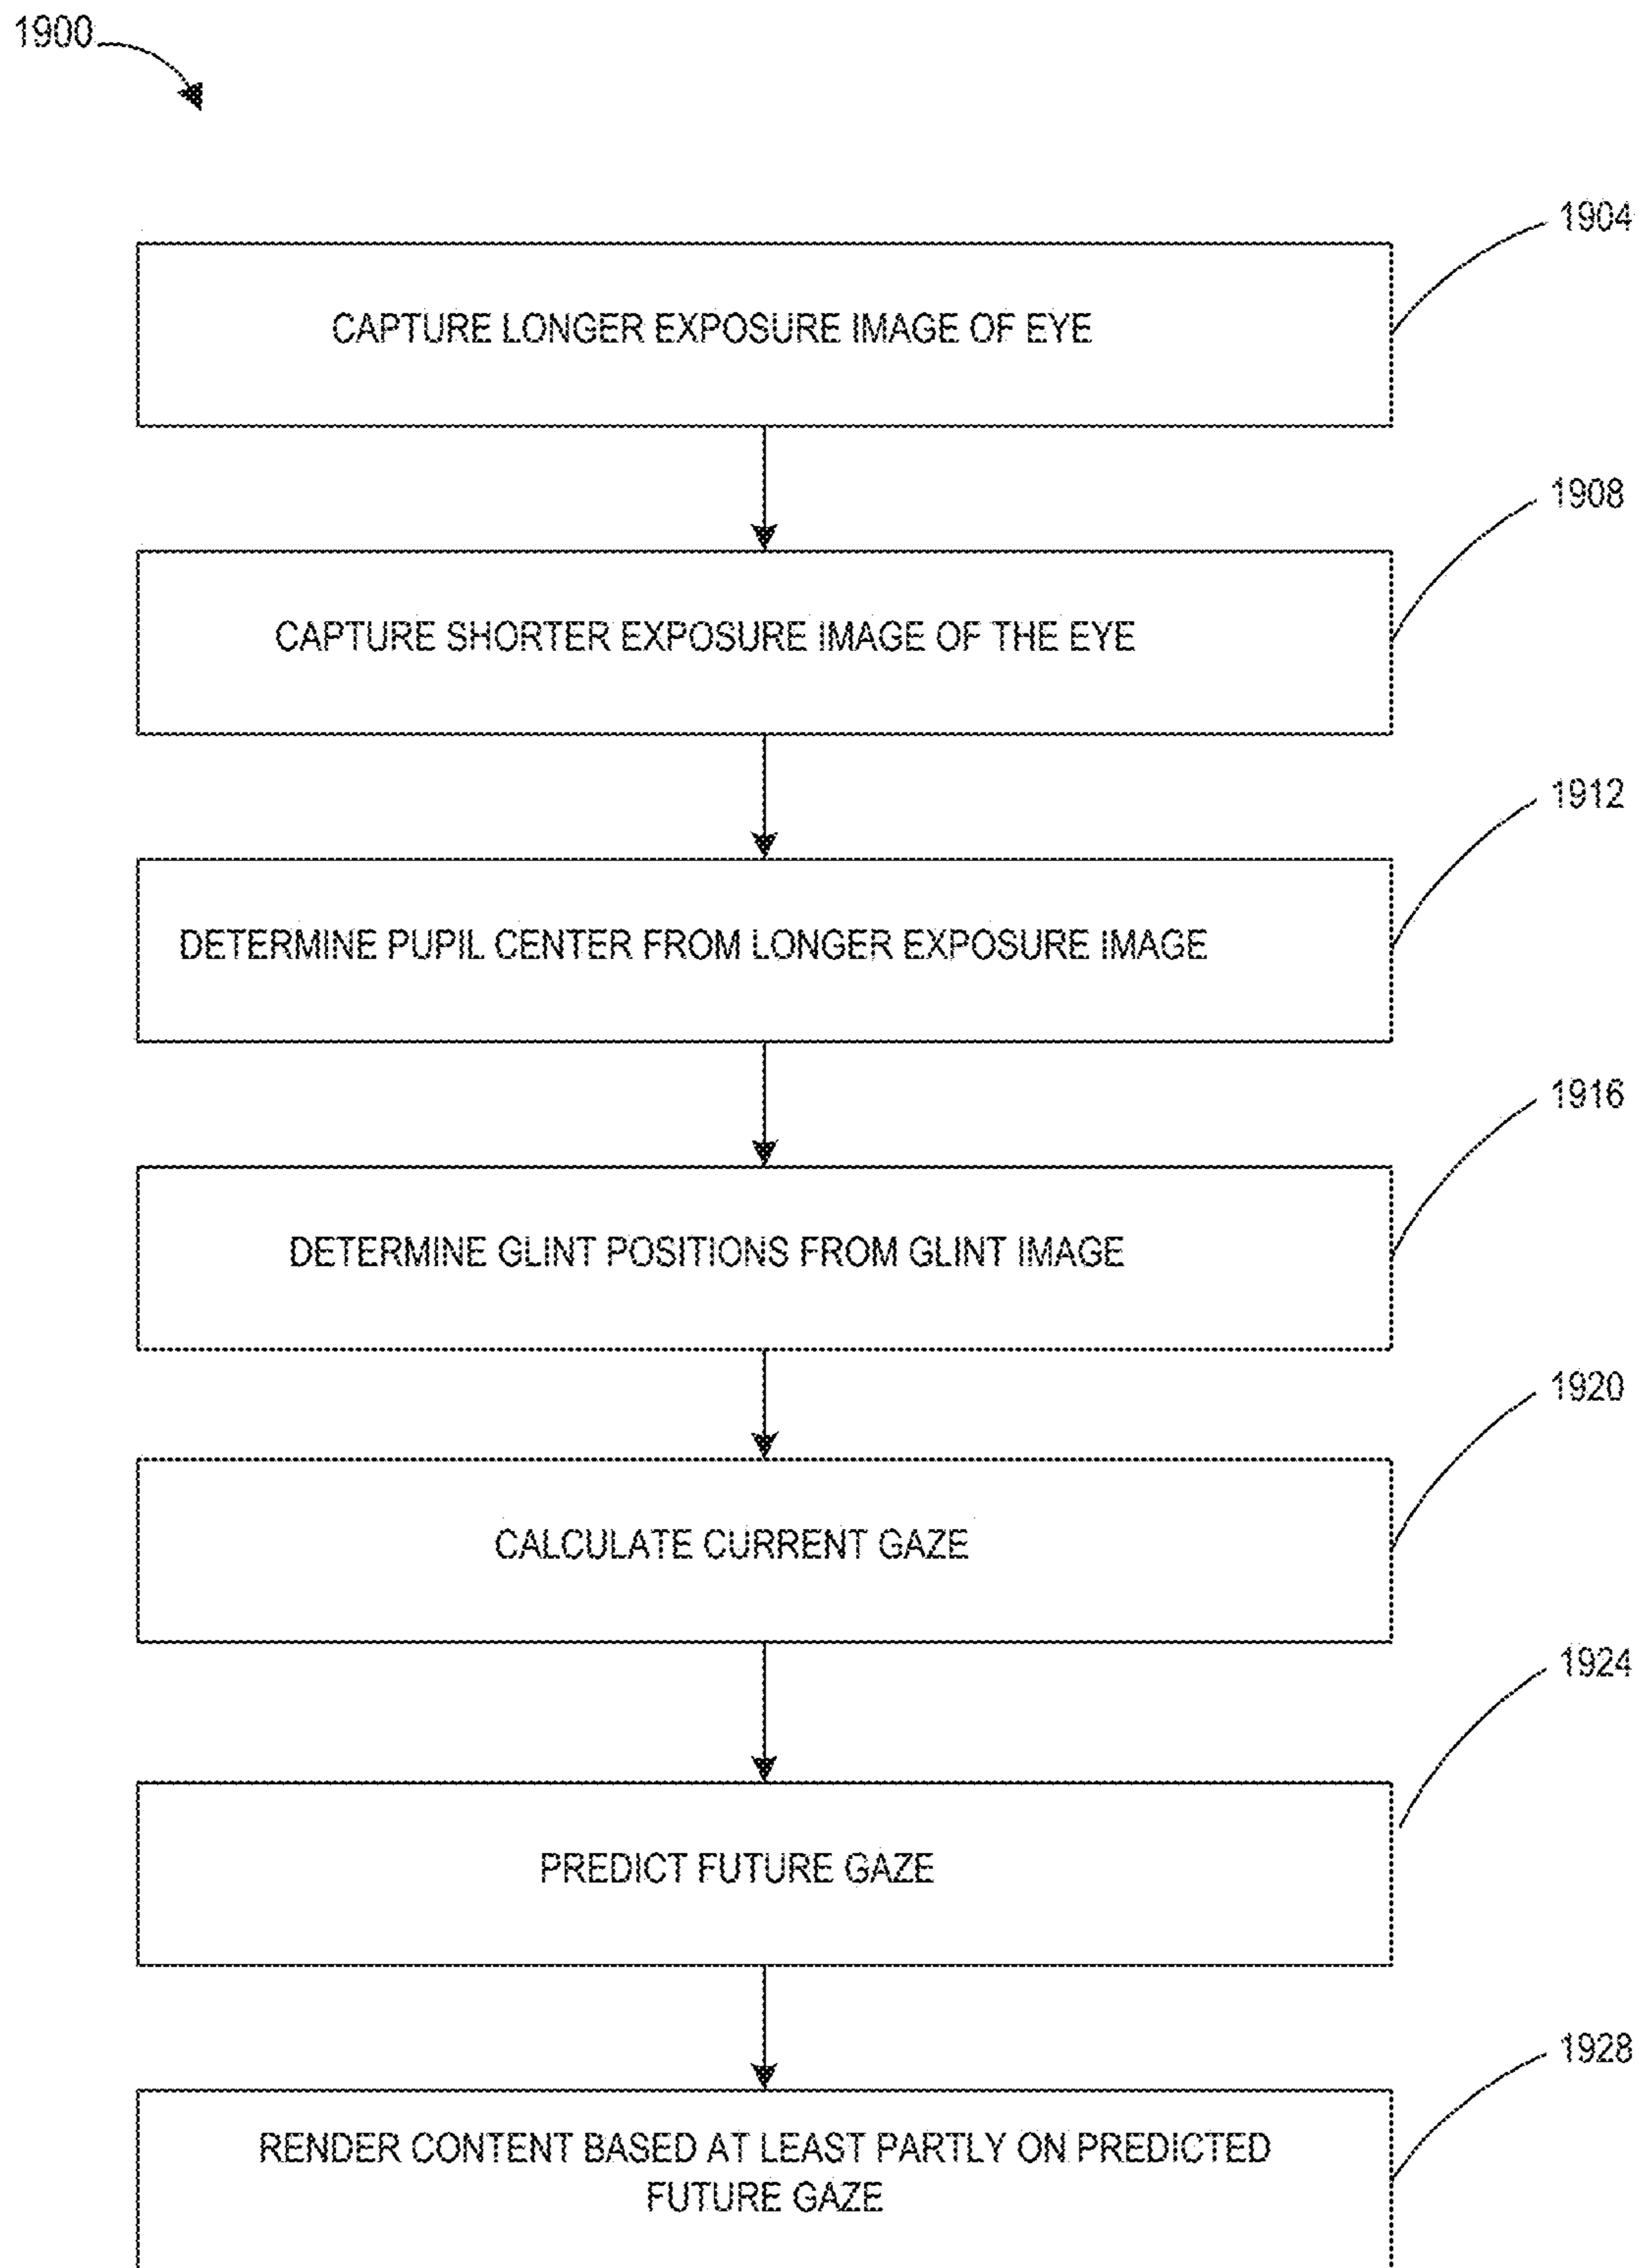 1900
1904
CAPTURE LONGER EXPOSURE IMAGE OF EYE
1908
CAPTURE SHORTER EXPOSURE IMAGE OF THE EYE
1912
DETERMINE PUPIL CENTER FROM LONGER EXPOSURE IMAGE
1916
DETERMINE GLINT POSITIONS FROM GLINT IMAGE
1920
CALCULATE CURRENT GAZE
1924
PREDICT FUTURE GAZE
1928
RENDER CONTENT BASED AT LEAST PARTLY ON PREDICTED
FUTURE GAZE